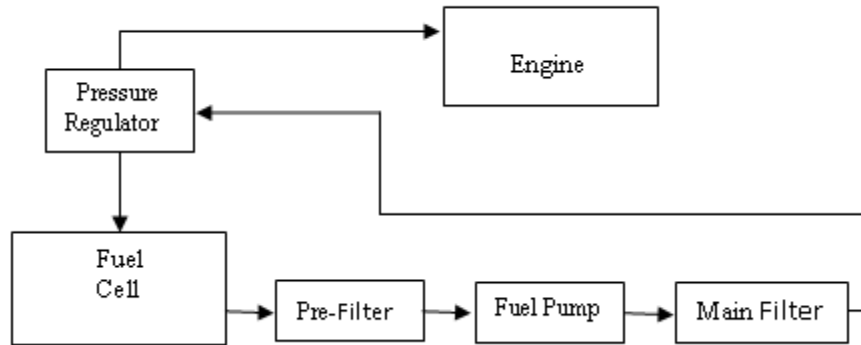 Engine
Pressure
Regulator
Fuel
Cell
Pre-Filter
Fuel Pump
Main Filter